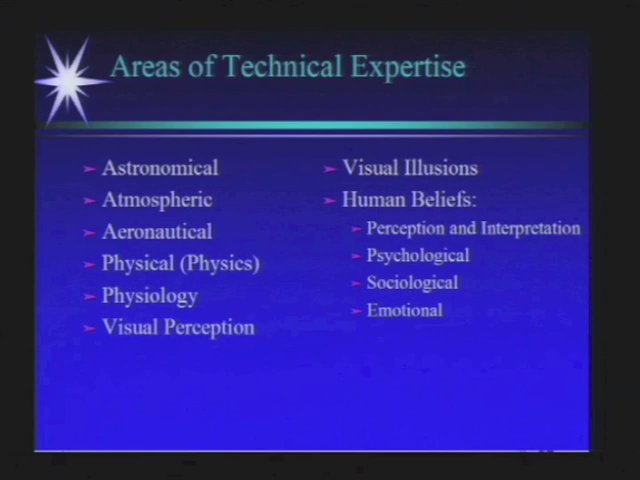 Areas of Technical Expertise
Astronomical
Atmospheric
Aeronautical
Physical (Physics)
Physiology
Visual Perception
Visual Illusions
Human Beliefs:
Perception and Interpretation
Psychological
Sociological
Emotional